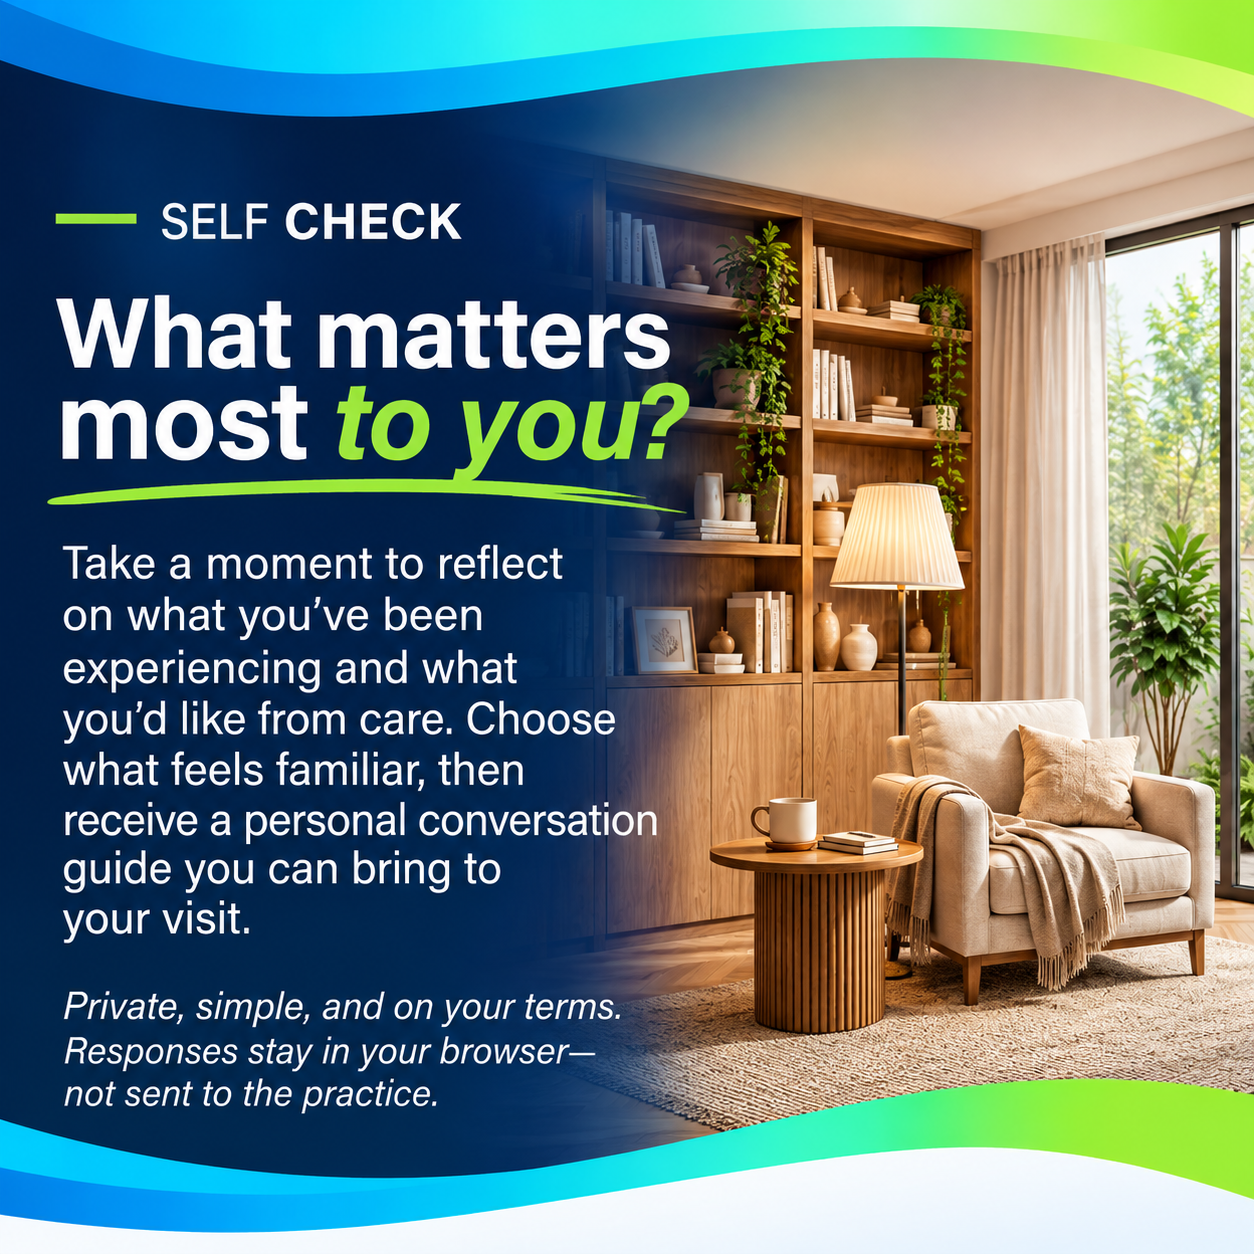 SELF CHECK
What matters
most to you?
Take a moment to reflect
on what you’ve been
experiencing and what
you’d like from care. Choose
what feels familiar, then
receive a personal conversation
guide you can bring to
your visit.
Private, simple, and on your terms.
Responses stay in your browser—
not sent to the practice.